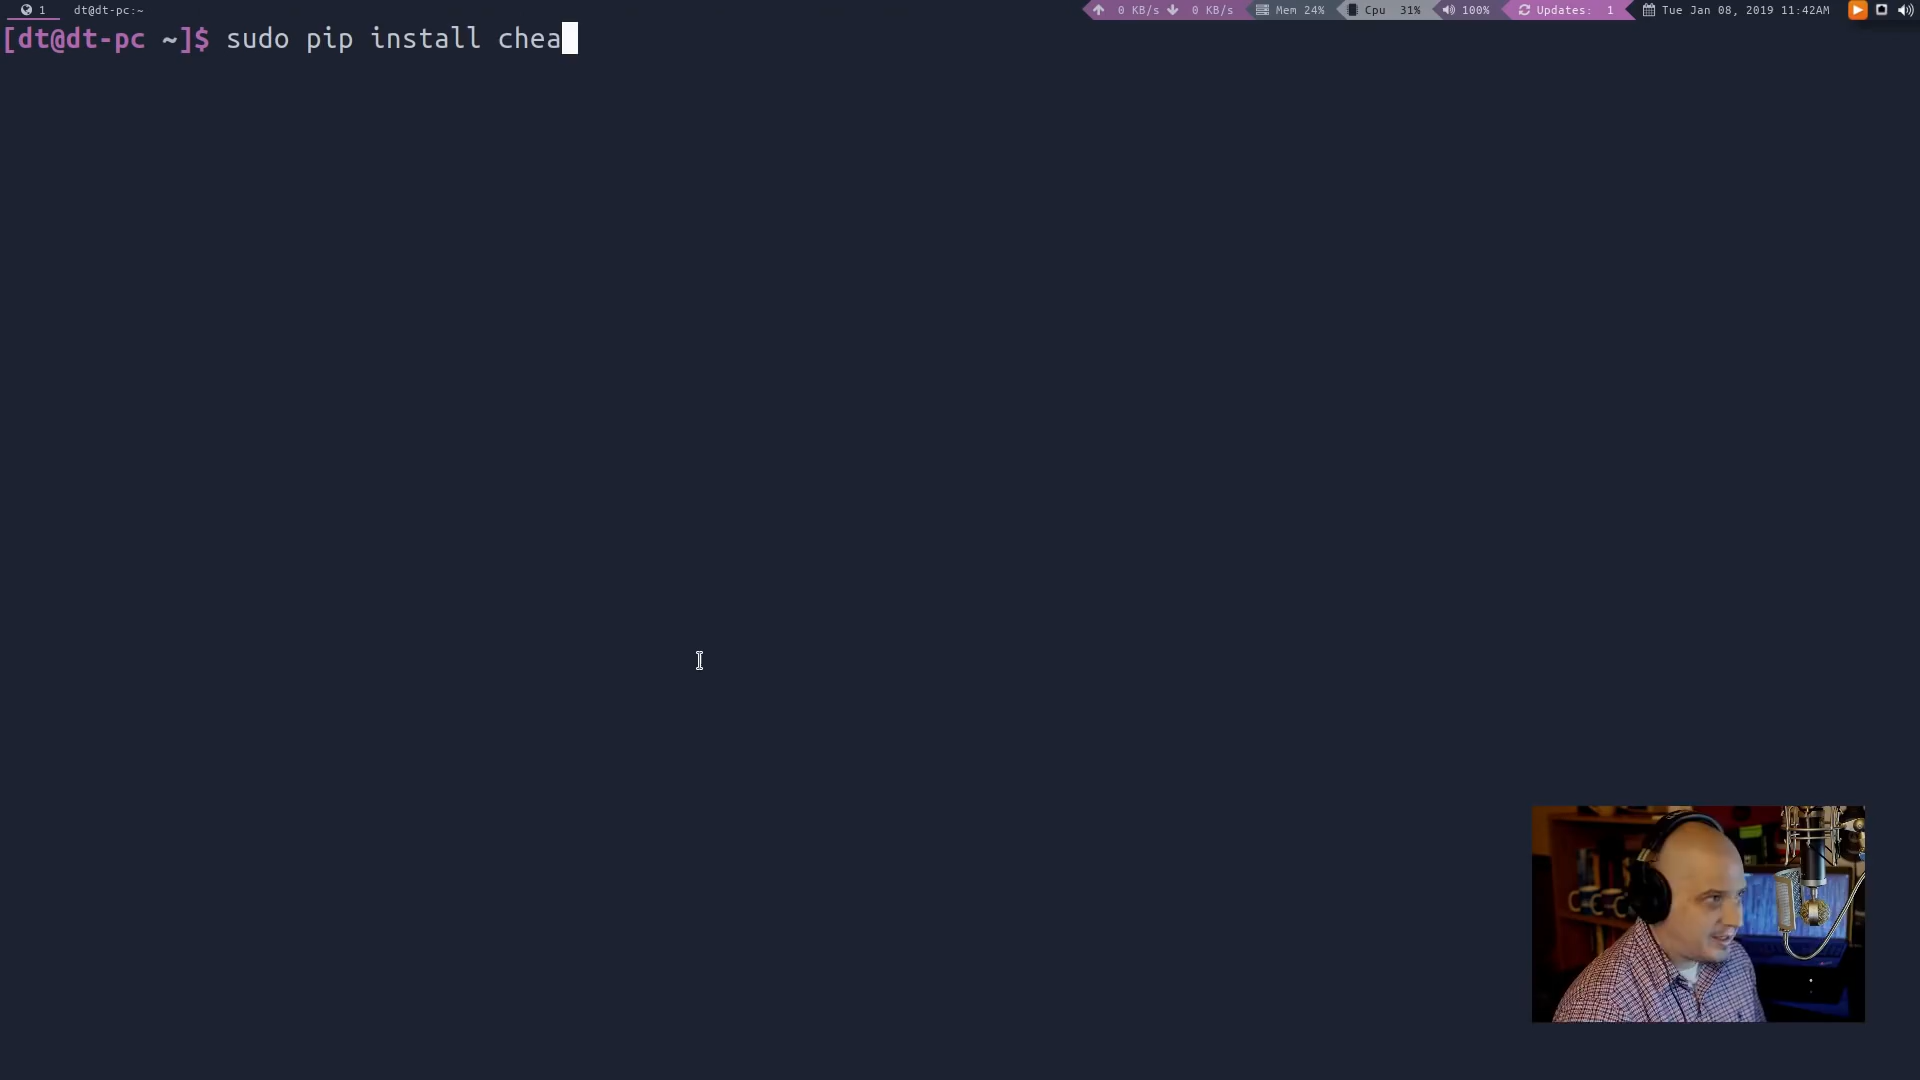 1 dt@dt-pc:~ 0 KB/s 0 KB/s Mem 24% Cpu 31% 100% Updates: 1 Tue Jan 08, 2019 11:42AM
[dt@dt-pc ~]$ sudo pip install chea